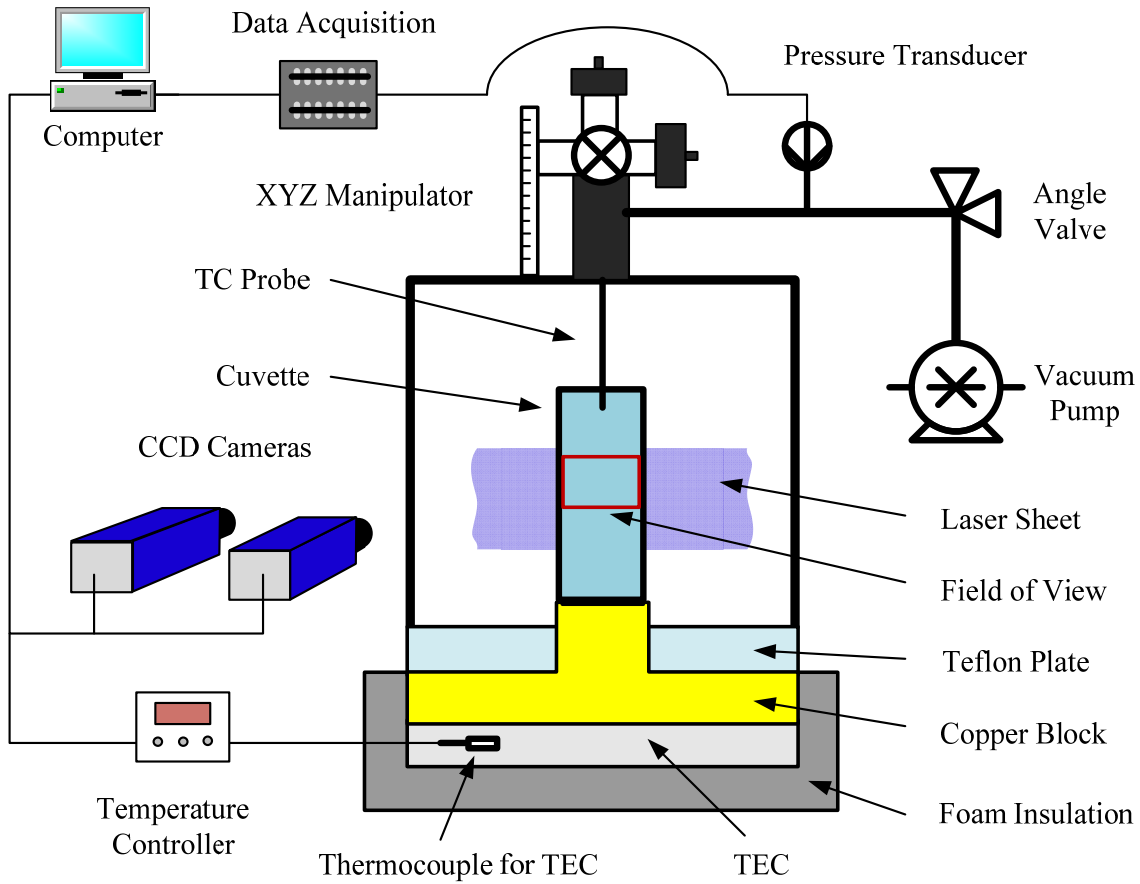 Data Acquisition
Pressure Transducer
Computer
XYZ Manipulator
Angle
Valve
TC Probe
Cuvette
Vacuum
Pump
CCD Cameras
Laser Sheet
Field of View
Teflon Plate
Copper Block
Temperature
Controller
Foam Insulation
Thermocouple for TEC
TEC